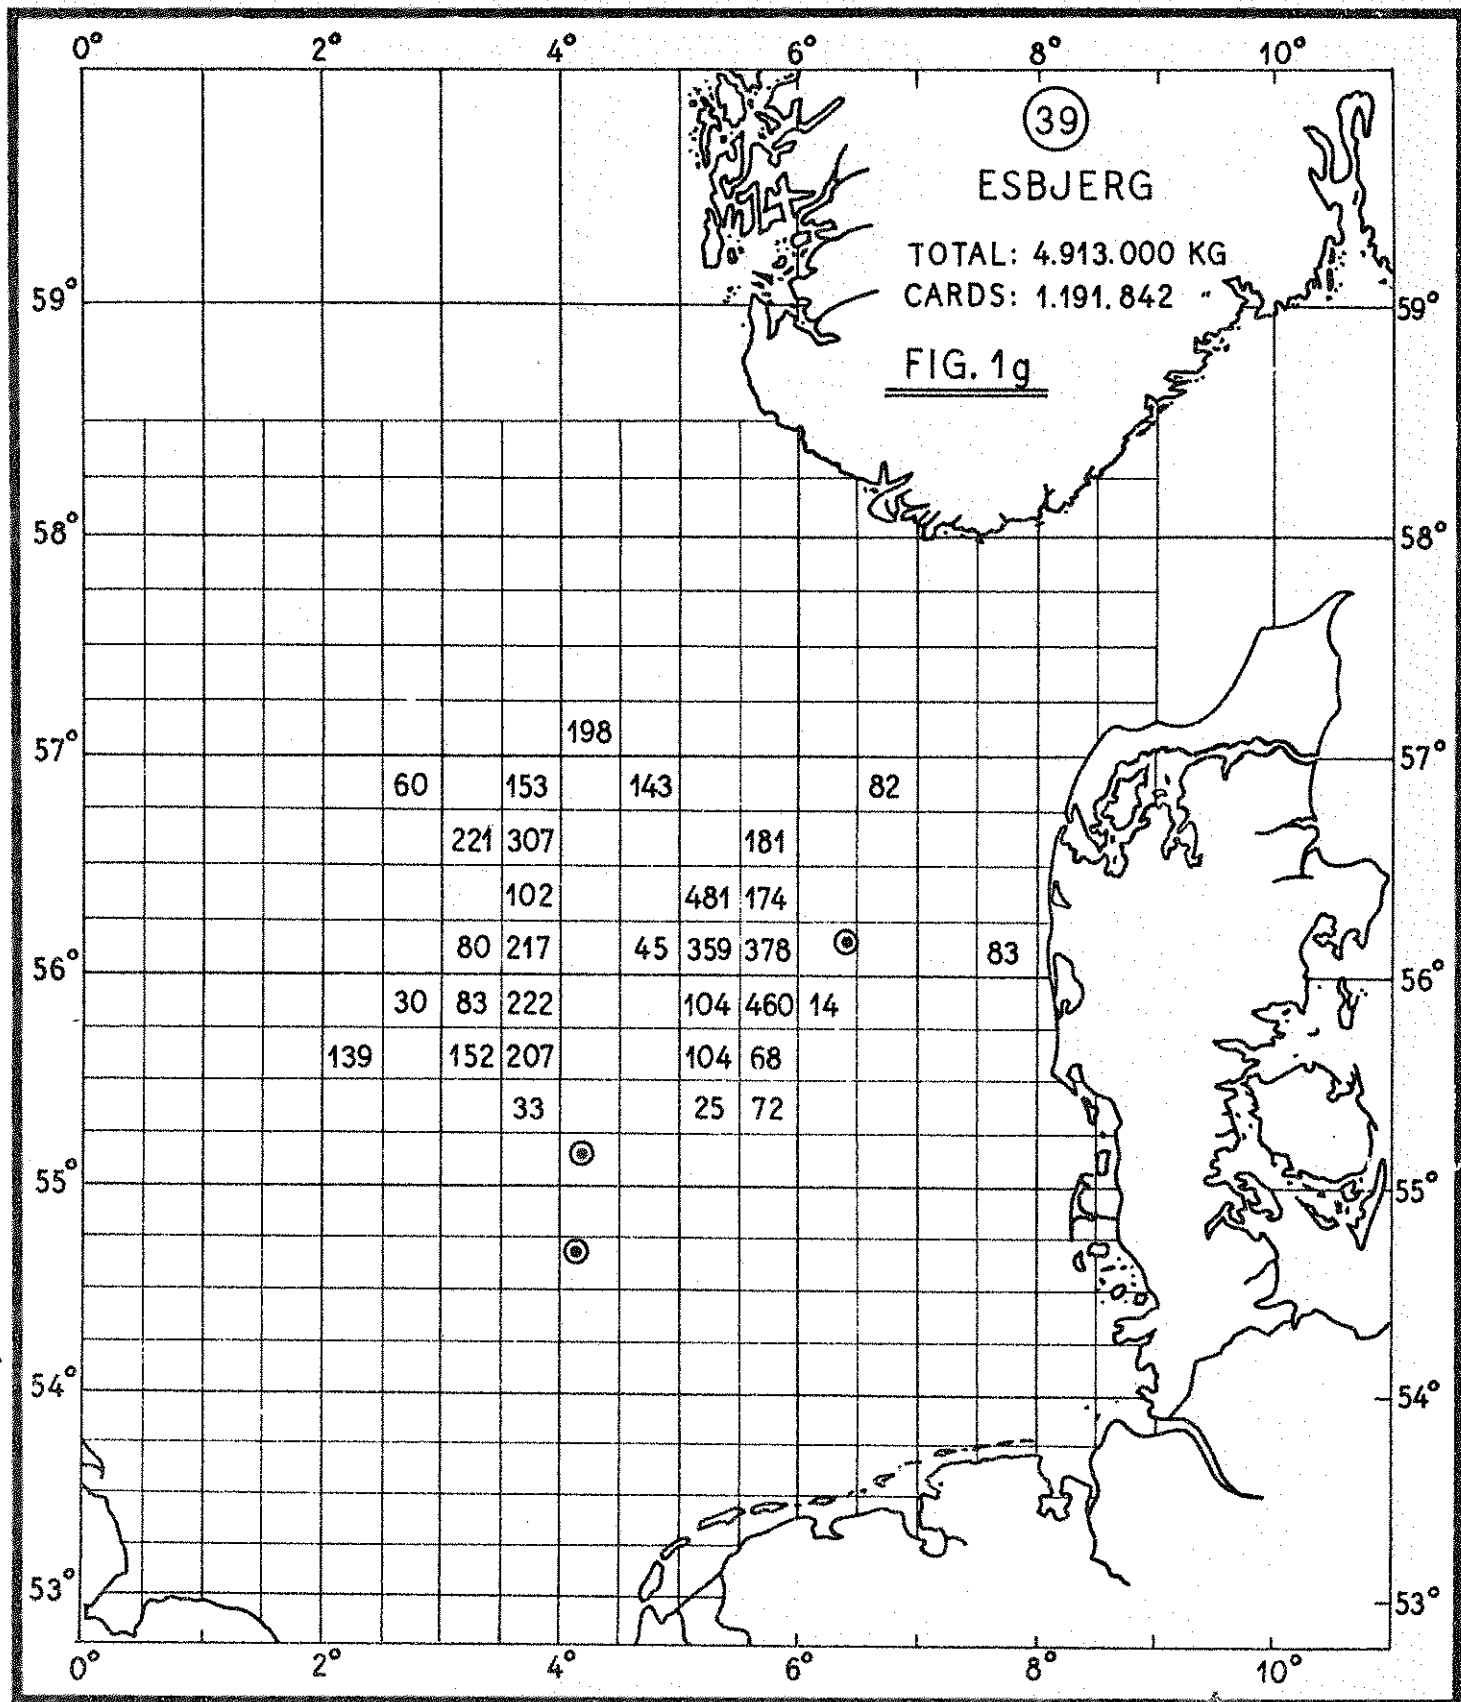 0° 2° 4° 6° 8° 10°
39
ESBJERG
TOTAL: 4.913.000 KG
CARDS: 1.191.842 "
59° 59°
FIG. 1g
58° 58°
198
57° 57°
60 153 143 82
221 307 181
102 481 174
80 217 45 359 378 83
56° 56°
30 83 222 104 460 14
139 152 207 104 68
33 25 72
55° 55°
54° 54°
53° 53°
0° 2° 4° 6° 8° 10°